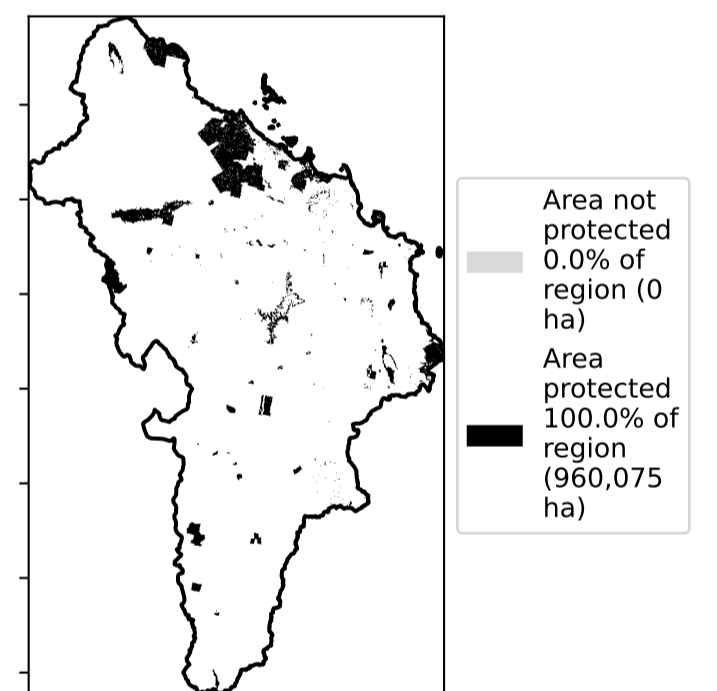 Area not
protected
0.0% of
region (0
ha)
Area
protected
100.0% of
region
(960,075
ha)